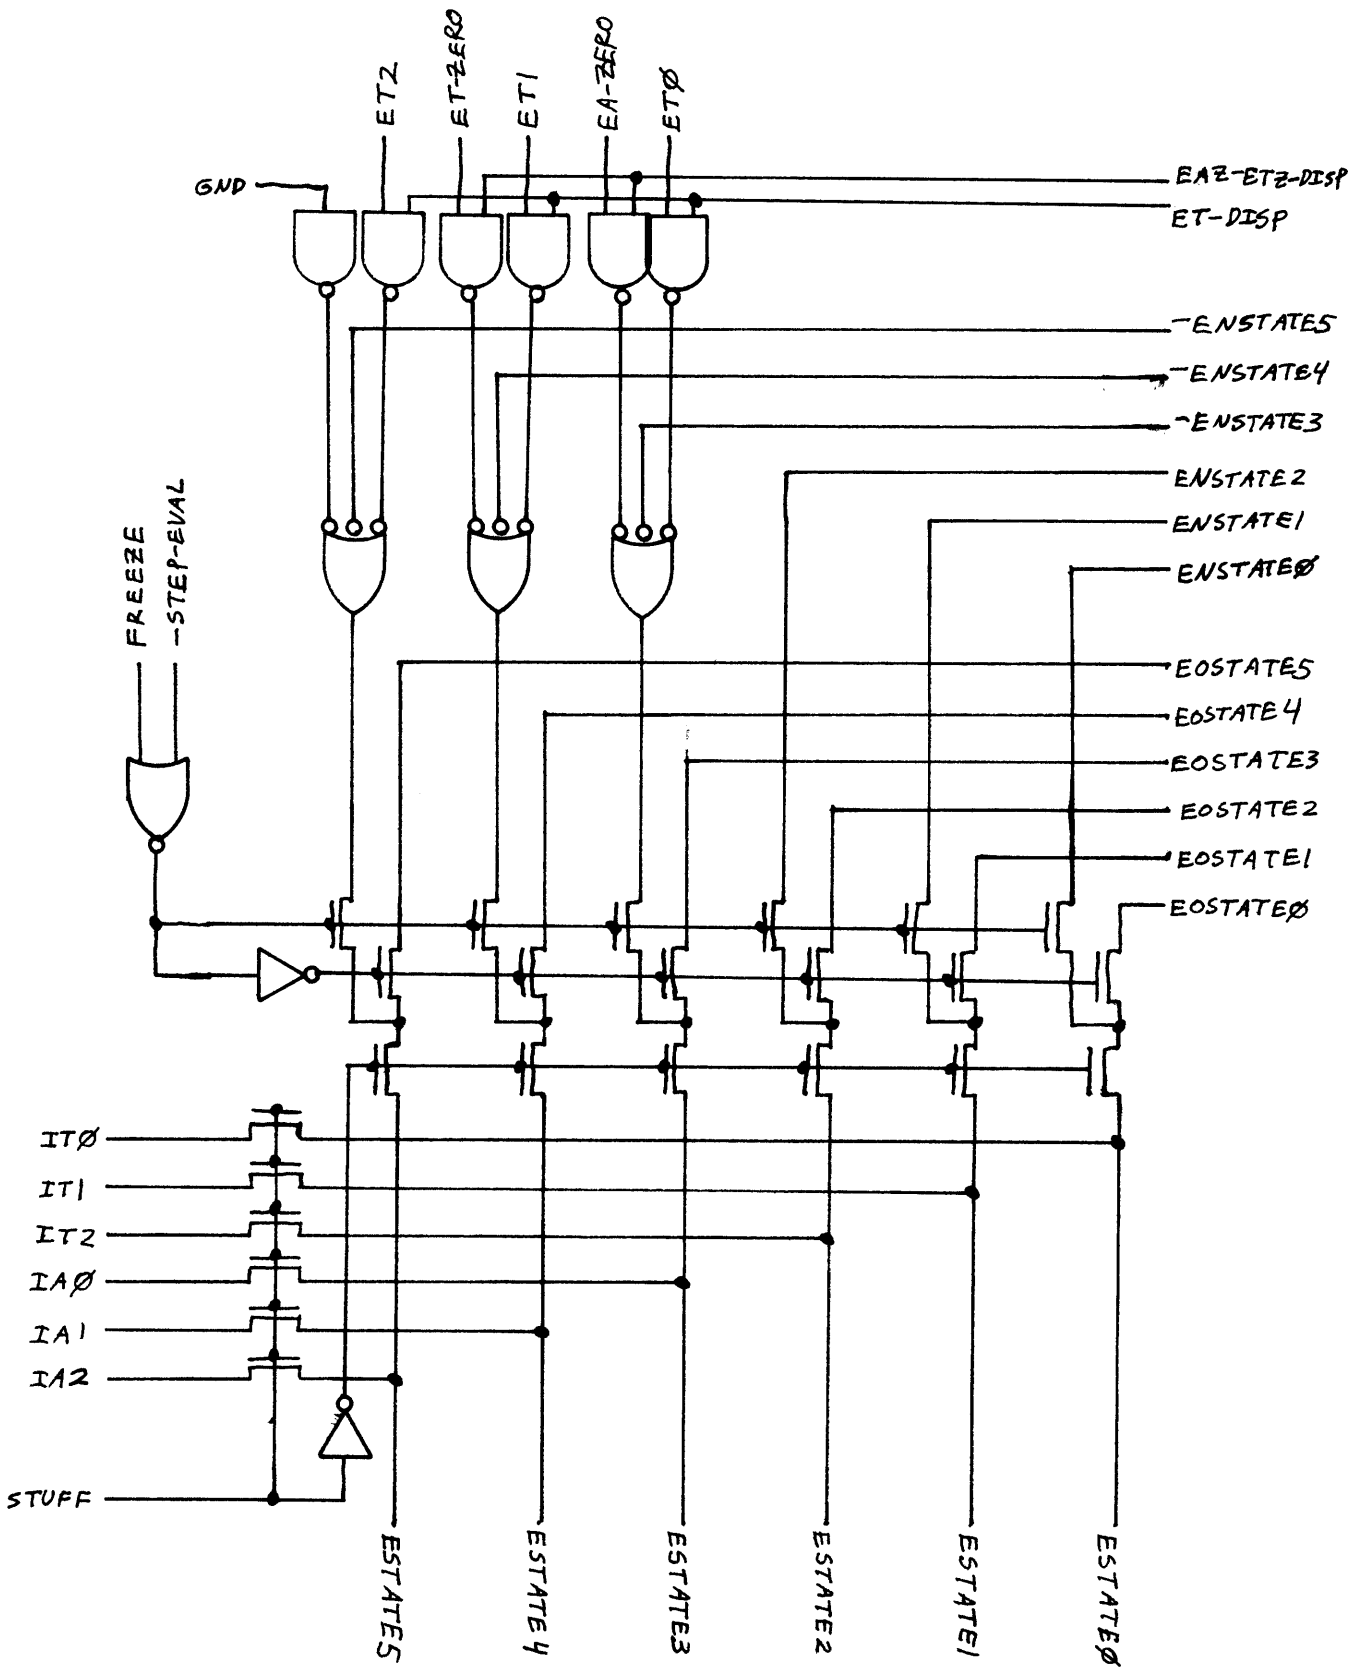 ET2
ET-ZERO
ET1
EA-ZERO
ETØ
GND
EAZ-ETZ-DISP
ET-DISP
-ENSTATE5
-ENSTATE4
-ENSTATE3
ENSTATE2
ENSTATE1
ENSTATEØ
FREEZE
-STEP-EVAL
EOSTATE5
EOSTATE4
EOSTATE3
EOSTATE2
EOSTATE1
EOSTATEØ
ITØ
IT1
IT2
IAØ
IA1
IA2
STUFF
ESTATE5
ESTATE4
ESTATE3
ESTATE2
ESTATE1
ESTATEØ